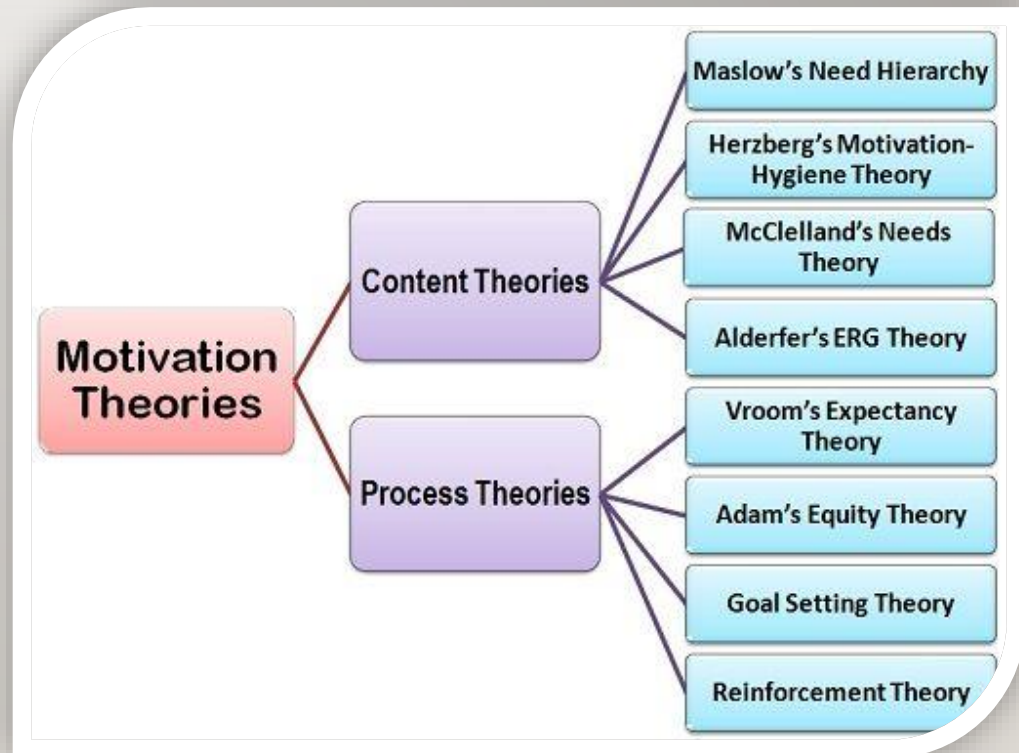 Motivation
Theories
Content Theories
Process Theories
Maslow's Need Hierarchy
Herzberg's Motivation-
Hygiene Theory
McClelland's Needs
Theory
Alderfer's ERG Theory
Vroom's Expectancy
Theory
Adam's Equity Theory
Goal Setting Theory
Reinforcement Theory